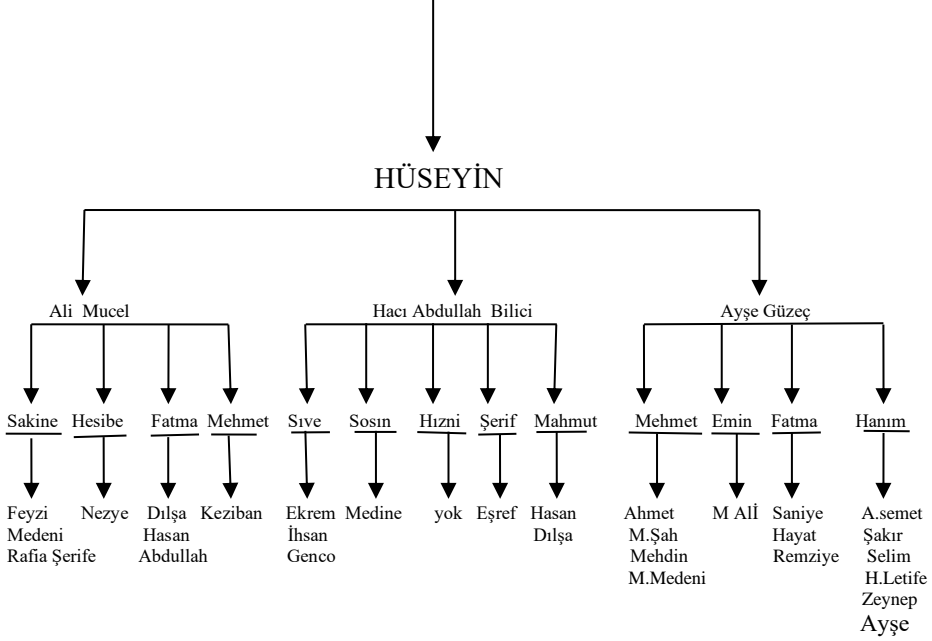 HÜSEYİN
Ali Mucel Hacı Abdullah Bilici Ayşe Güzeç
Sakine Hesibe Fatma Mehmet Sıve Sosın Hızni Şerif Mahmut Mehmet Emin Fatma Hanım
Feyzi Nezye Dılşa Keziban Ekrem Medine yok Eşref Hasan Ahmet M Alİ Saniye A.semet
Medeni Hasan İhsan Dılşa M.Şah Hayat Şakır
Rafia Şerife Abdullah Genco Mehdin Remziye Selim
M.Medeni H.Letife
Zeynep
Ayşe